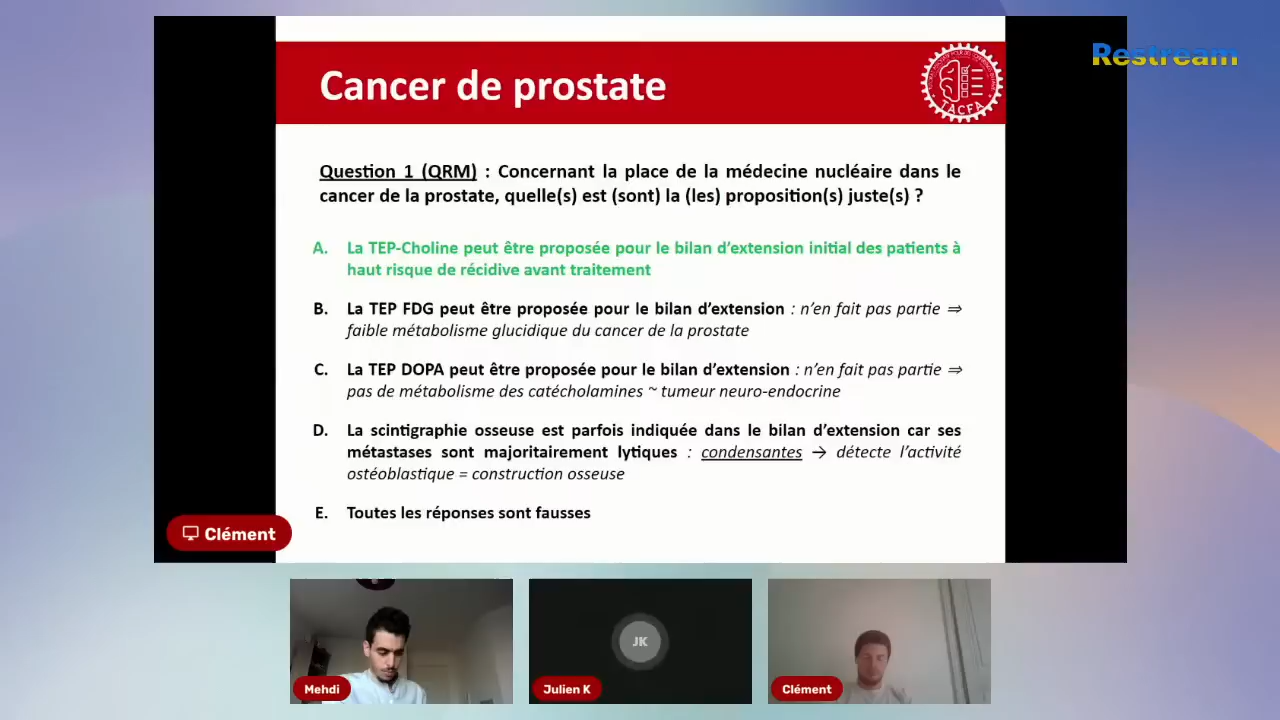 Restream
Cancer de prostate
TACFA
Question 1 (QRM) : Concernant la place de la médecine nucléaire dans le
cancer de la prostate, quelle(s) est (sont) la (les) proposition(s) juste(s) ?
A. La TEP-Choline peut être proposée pour le bilan d'extension initial des patients à
haut risque de récidive avant traitement
B. La TEP FDG peut être proposée pour le bilan d'extension : n'en fait pas partie ⇒
faible métabolisme glucidique du cancer de la prostate
C. La TEP DOPA peut être proposée pour le bilan d'extension : n'en fait pas partie ⇒
pas de métabolisme des catécholamines ~ tumeur neuro-endocrine
D. La scintigraphie osseuse est parfois indiquée dans le bilan d'extension car ses
métastases sont majoritairement lytiques : condensantes → détecte l'activité
ostéoblastique = construction osseuse
E. Toutes les réponses sont fausses
Clément
JK
Mehdi
Julien K
Clément